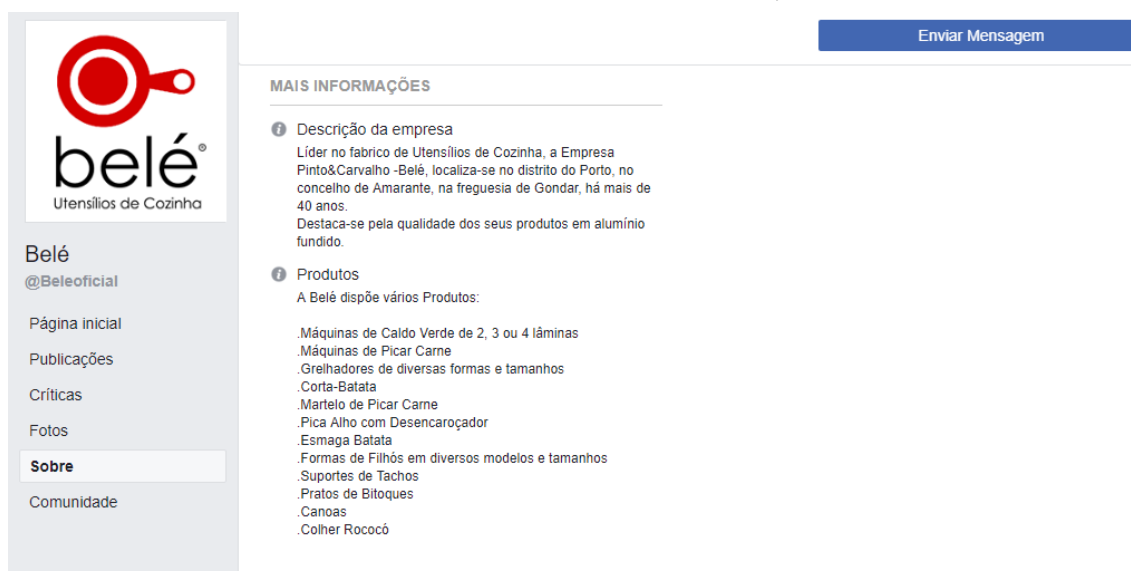 Enviar Mensagem
belé®
Utensílios de Cozinha
Belé
@Beleoficial
Página inicial
Publicações
Críticas
Fotos
Sobre
Comunidade
MAIS INFORMAÇÕES
Descrição da empresa
Líder no fabrico de Utensílios de Cozinha, a Empresa
Pinto&Carvalho -Belé, localiza-se no distrito do Porto, no
concelho de Amarante, na freguesia de Gondar, há mais de
40 anos.
Destaca-se pela qualidade dos seus produtos em alumínio
fundido.
Produtos
A Belé dispõe vários Produtos:
.Máquinas de Caldo Verde de 2, 3 ou 4 lâminas
.Máquinas de Picar Carne
.Grelhadores de diversas formas e tamanhos
.Corta-Batata
.Martelo de Picar Carne
.Pica Alho com Desencaroçador
.Esmaga Batata
.Formas de Filhós em diversos modelos e tamanhos
.Suportes de Tachos
.Pratos de Bitoques
.Canoas
.Colher Rococó